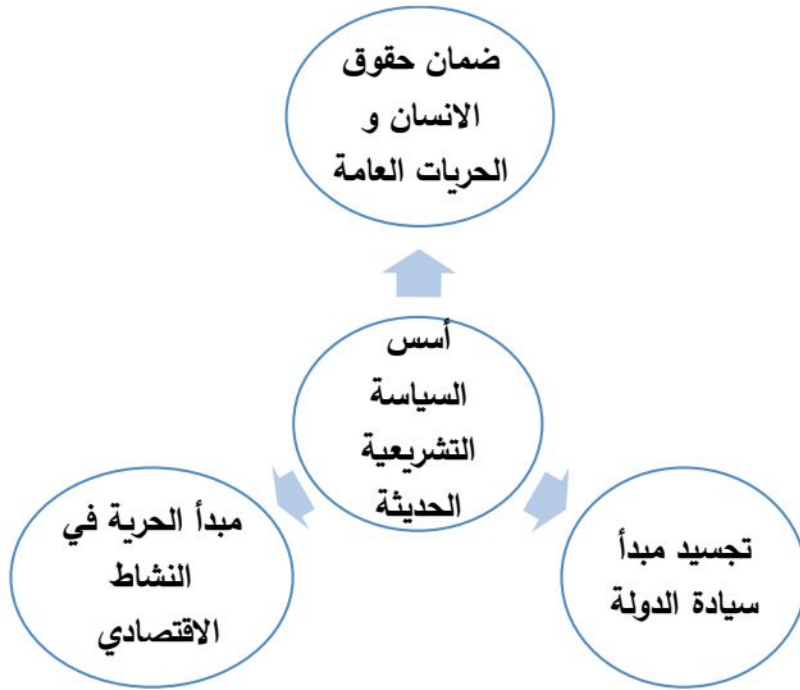 ضمان حقوق
الانسان و
الحريات العامة
أسس
السياسة
التشريعية
الحديثة
تجسيد مبدأ
سيادة الدولة
مبدأ الحرية في
النشاط
الاقتصادي